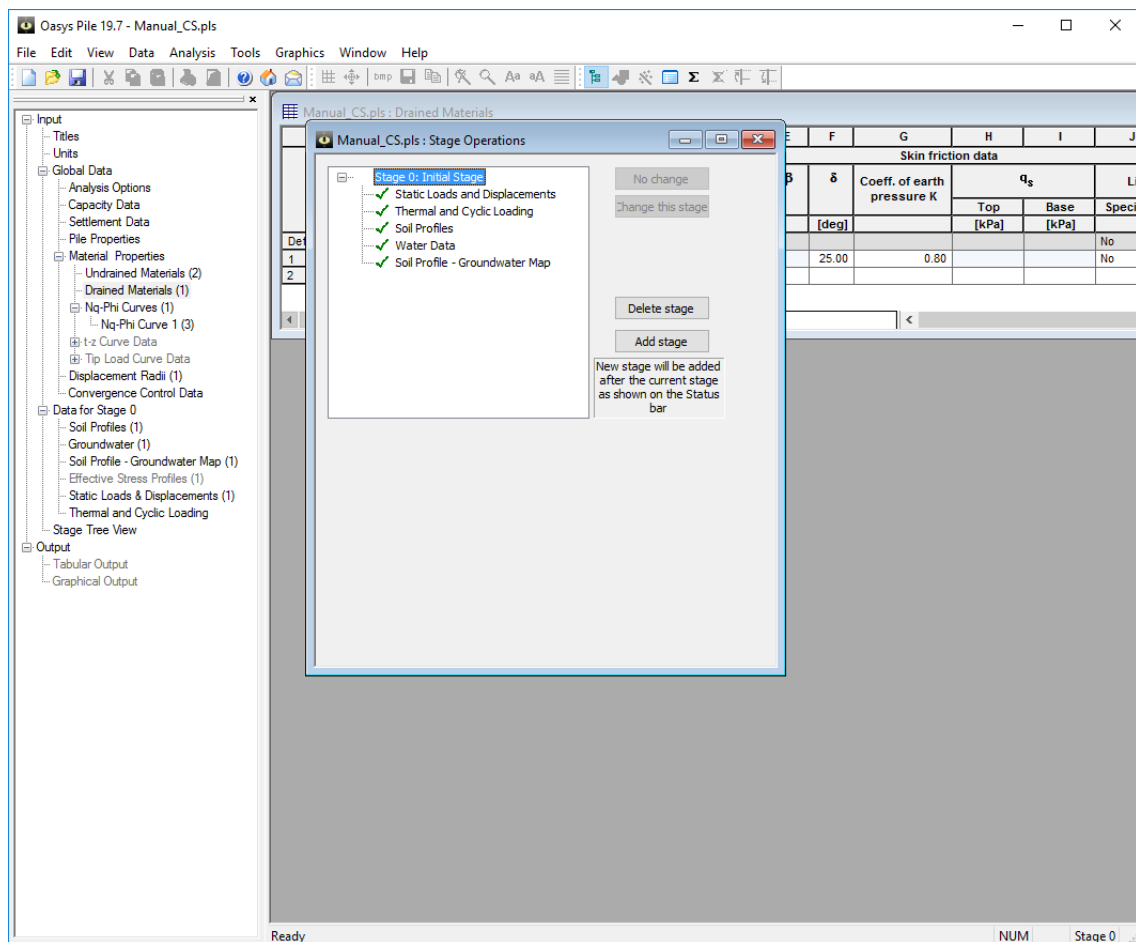 Oasys Pile 19.7 - Manual_CS.pls
File Edit View Data Analysis Tools Graphics Window Help
bmp Aa aA Σ
Input
Titles
Units
Global Data
Analysis Options
Capacity Data
Settlement Data
Pile Properties
Material Properties
Undrained Materials (2)
Drained Materials (1)
Nq-Phi Curves (1)
Nq-Phi Curve 1 (3)
t-z Curve Data
Tip Load Curve Data
Displacement Radii (1)
Convergence Control Data
Data for Stage 0
Soil Profiles (1)
Groundwater (1)
Soil Profile - Groundwater Map (1)
Effective Stress Profiles (1)
Static Loads & Displacements (1)
Thermal and Cyclic Loading
Stage Tree View
Output
Tabular Output
Graphical Output
Manual_CS.pls : Drained Materials
F G H I J
Skin friction data
β δ Coeff. of earth pressure K qs Li
Top Base Speci
[deg] [kPa] [kPa]
Def No
1 25.00 0.80 No
2
Manual_CS.pls : Stage Operations
Stage 0: Initial Stage
Static Loads and Displacements
Thermal and Cyclic Loading
Soil Profiles
Water Data
Soil Profile - Groundwater Map
No change
Change this stage
Delete stage
Add stage
New stage will be added
after the current stage
as shown on the Status
bar
Ready NUM Stage 0